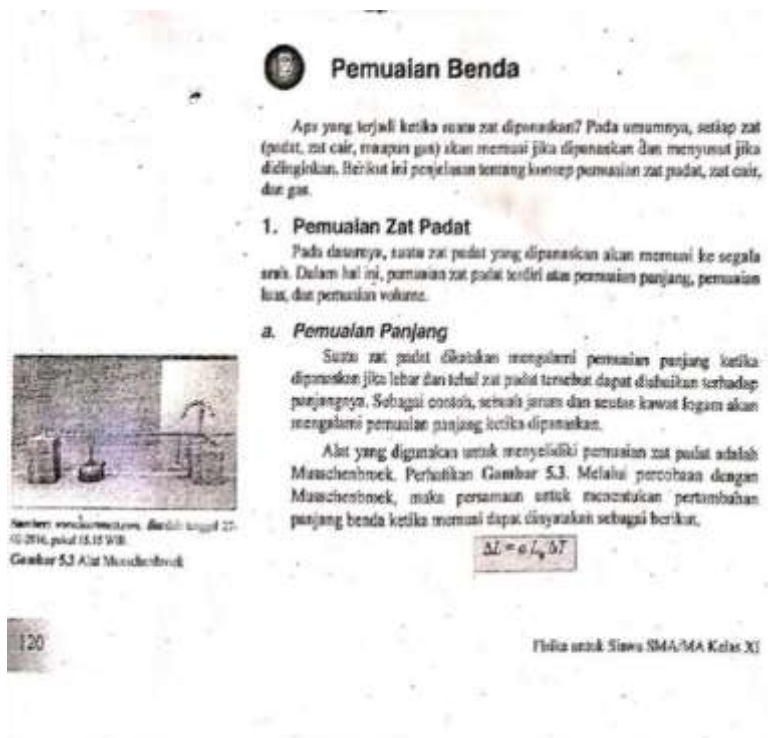 Pemuaian Benda
Apa yang terjadi ketika suatu zat dipanaskan? Pada umumnya, setiap zat
(padat, zat cair, maupun gas) akan memuai jika dipanaskan dan menyusut jika
didinginkan. Berikut ini penjelasan tentang konsep pemuaian zat padat, zat cair,
dan gas.
1. Pemuaian Zat Padat
Pada dasarnya, suatu zat padat yang dipanaskan akan memuai ke segala
arah. Dalam hal ini, pemuaian zat padat terdiri atas pemuaian panjang, pemuaian
luas, dan pemuaian volume.
a. Pemuaian Panjang
Suatu zat padat dikatakan mengalami pemuaian panjang ketika
dipanaskan jika lebar dan tebal zat padat tersebut dapat diabaikan terhadap
panjangnya. Sebagai contoh, sebuah jarum dan seutas kawat logam akan
mengalami pemuaian panjang ketika dipanaskan.
Alat yang digunakan untuk menyelidiki pemuaian zat padat adalah
Musschenbroek. Perhatikan Gambar 5.3. Melalui percobaan dengan
Musschenbroek, maka persamaan untuk menentukan pertambahan
panjang benda ketika memuai dapat dinyatakan sebagai berikut.
ΔL = α L₀ ΔT
Sumber: diunduh tanggal
pukul 15.15 WIB.
Gambar 5.3 Alat Musschenbroek
120
Fisika untuk Siswa SMA/MA Kelas XI